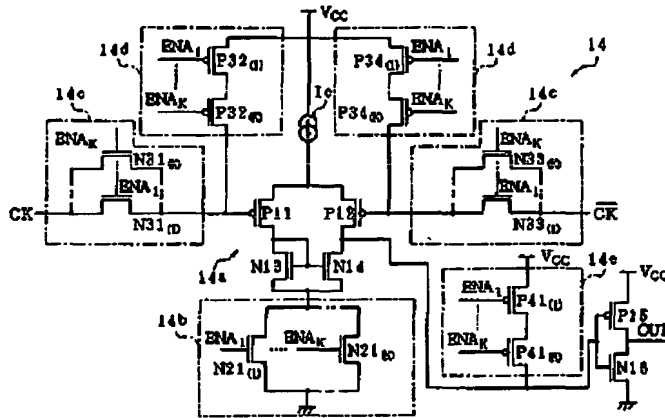 VCC
14d
ENA1
P32(1)
ENAK
P32(K)
Ic
P34(1)
ENA1
P34(K)
ENAK
14d
14
14c
ENAK
N31(K)
ENA1
N31(1)
CK
P11
P12
14c
ENAK
N33(K)
ENA1
N33(1)
CK
14a
N13
N14
14b
ENA1
N21(1)
ENAK
N21(K)
VCC
14e
ENA1
P41(1)
ENAK
P41(K)
VCC
P15
OUT
N16